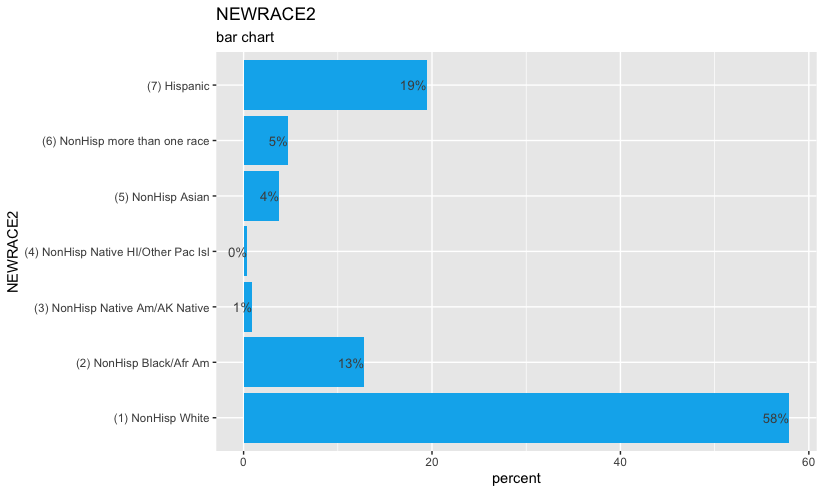 NEWRACE2
bar chart
NEWRACE2
(7) Hispanic
19%
(6) NonHisp more than one race
5%
(5) NonHisp Asian
4%
(4) NonHisp Native HI/Other Pac Isl
0%
(3) NonHisp Native Am/AK Native
1%
(2) NonHisp Black/Afr Am
13%
(1) NonHisp White
58%
0
20
40
60
percent